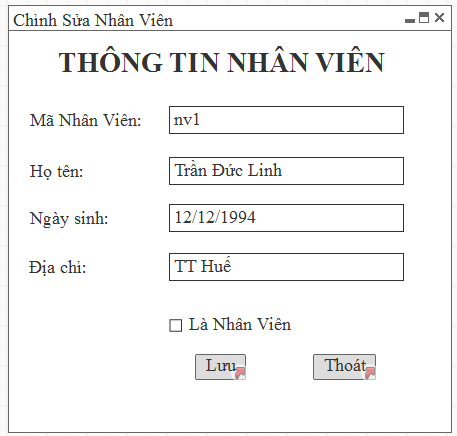 Chỉnh Sửa Nhân Viên
THÔNG TIN NHÂN VIÊN
Mã Nhân Viên: nv1
Họ tên: Trần Đức Linh
Ngày sinh: 12/12/1994
Địa chỉ: TT Huế
Là Nhân Viên
Lưu Thoát